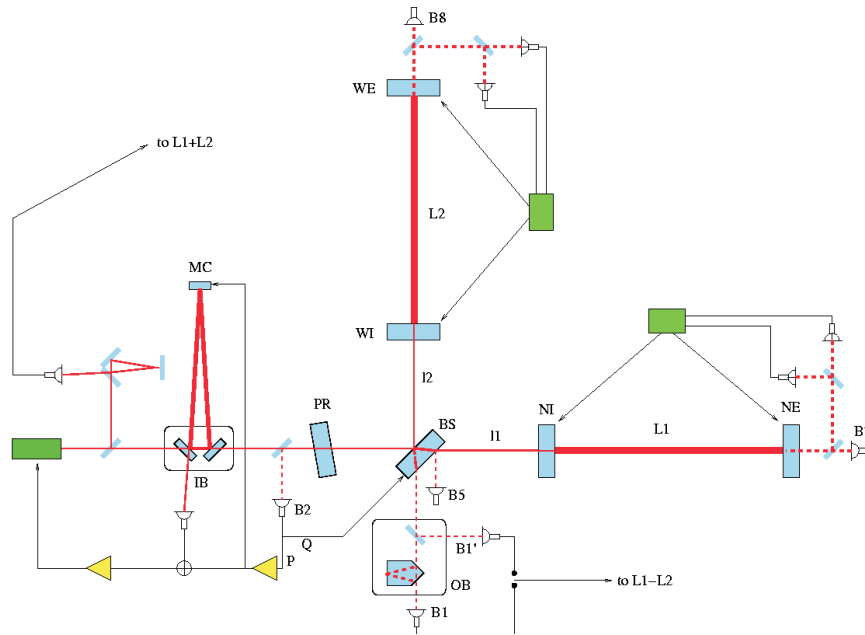 B8
WE
to L1+L2
L2
MC
WI
l2
PR
BS
l1
NI
L1
NE
IB
B2
B5
P
Q
B1'
OB
to L1-L2
B1